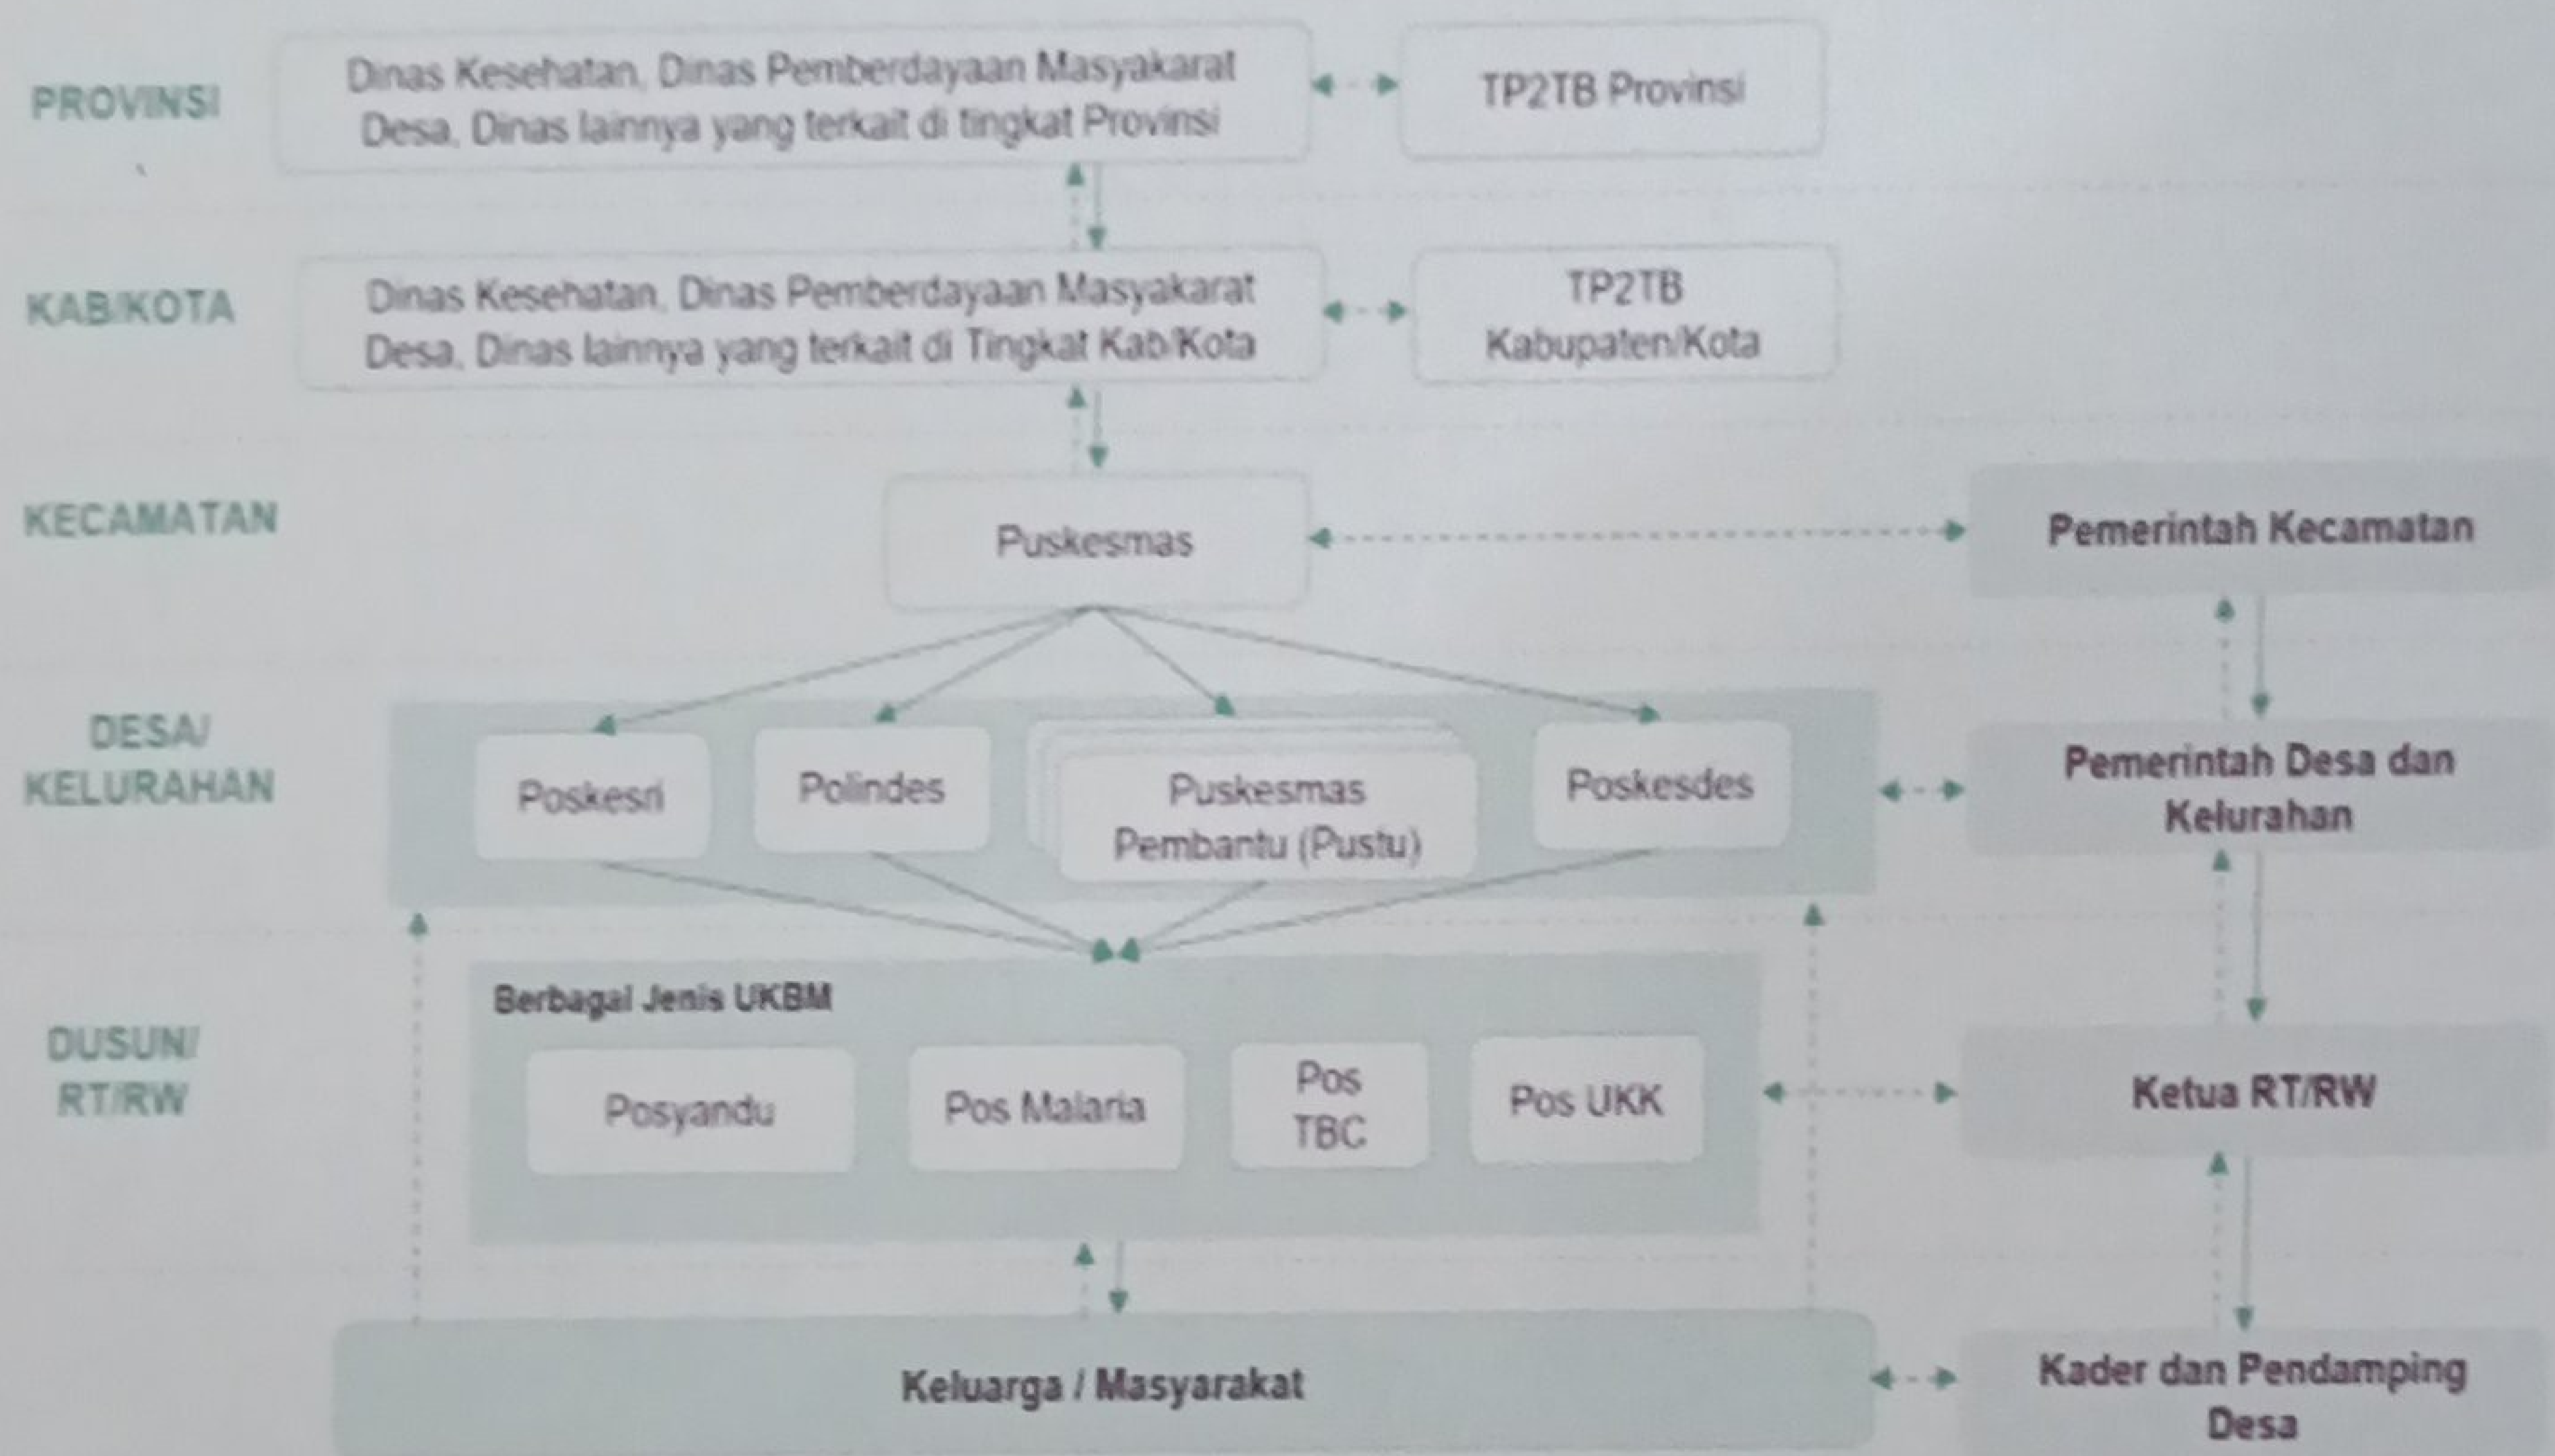 PROVINSI
Dinas Kesehatan, Dinas Pemberdayaan Masyakarat
Desa, Dinas lainnya yang terkait di tingkat Provinsi
TP2TB Provinsi
KAB/KOTA
Dinas Kesehatan, Dinas Pemberdayaan Masyakarat
Desa, Dinas lainnya yang terkait di Tingkat Kab/Kota
TP2TB
Kabupaten/Kota
KECAMATAN
Puskesmas
Pemerintah Kecamatan
DESA/
KELURAHAN
Poskesri
Polindes
Puskesmas
Pembantu (Pustu)
Poskesdes
Pemerintah Desa dan
Kelurahan
DUSUN/
RT/RW
Berbagai Jenis UKBM
Posyandu
Pos Malaria
Pos
TBC
Pos UKK
Ketua RT/RW
Keluarga / Masyarakat
Kader dan Pendamping
Desa